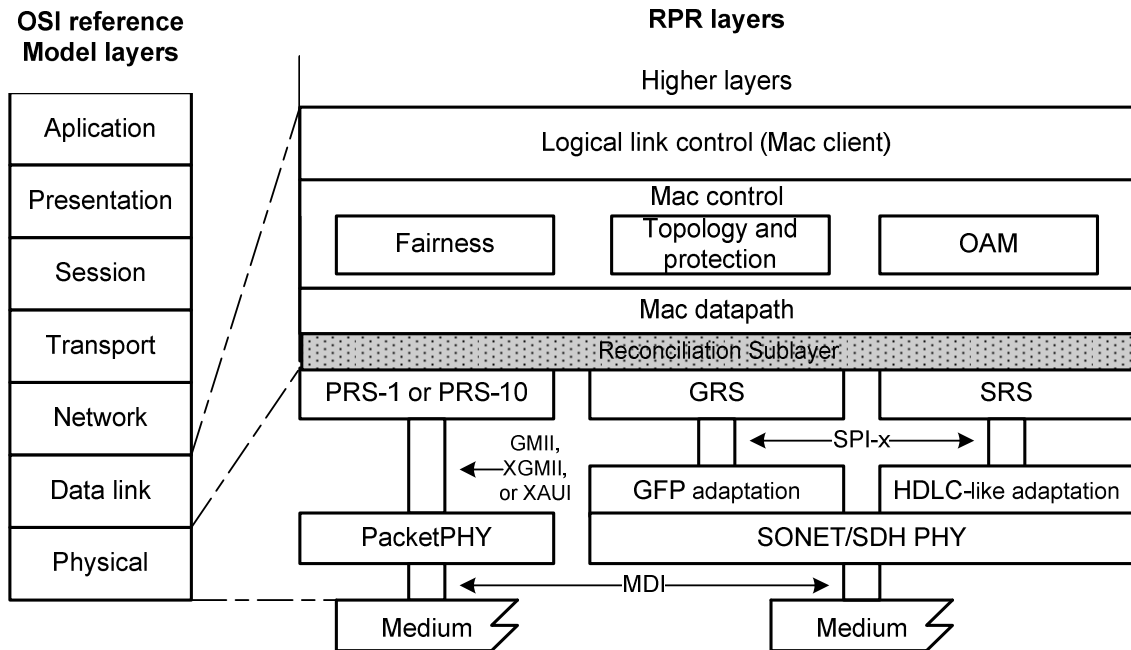 OSI reference
Model layers
Aplication
Presentation
Session
Transport
Network
Data link
Physical
RPR layers
Higher layers
Logical link control (Mac client)
Mac control
Fairness
Topology and
protection
OAM
Mac datapath
Reconciliation Sublayer
PRS-1 or PRS-10
GRS
SRS
GMII,
XGMII,
or XAUI
SPI-x
GFP adaptation
HDLC-like adaptation
PacketPHY
SONET/SDH PHY
MDI
Medium
Medium